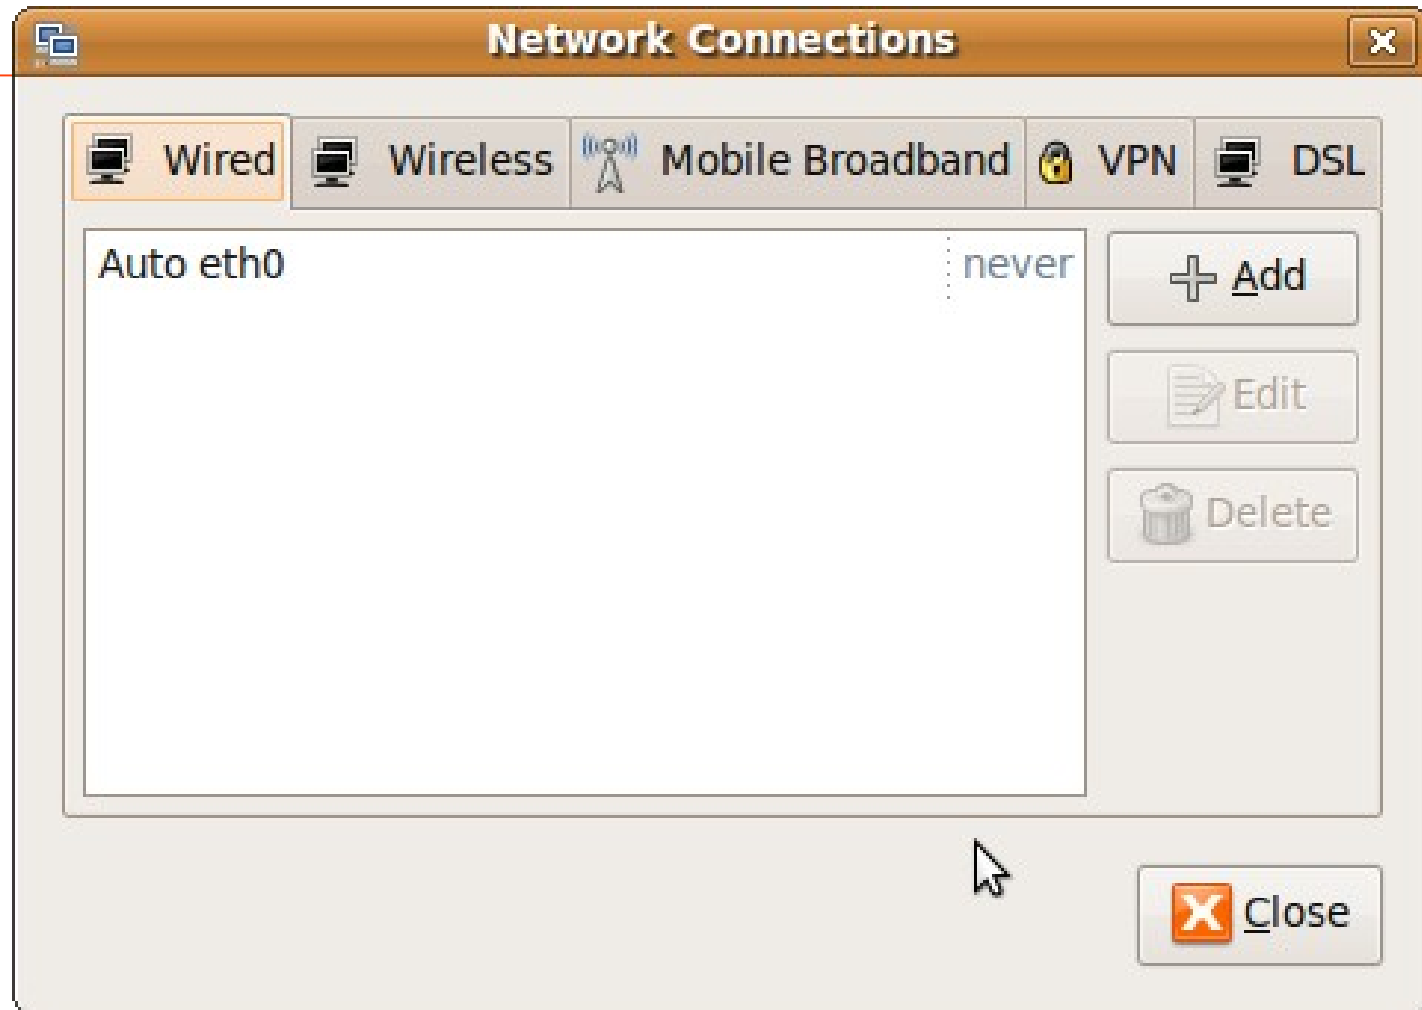 Network Connections
Wired Wireless Mobile Broadband VPN DSL
Auto eth0 never
Add
Edit
Delete
Close